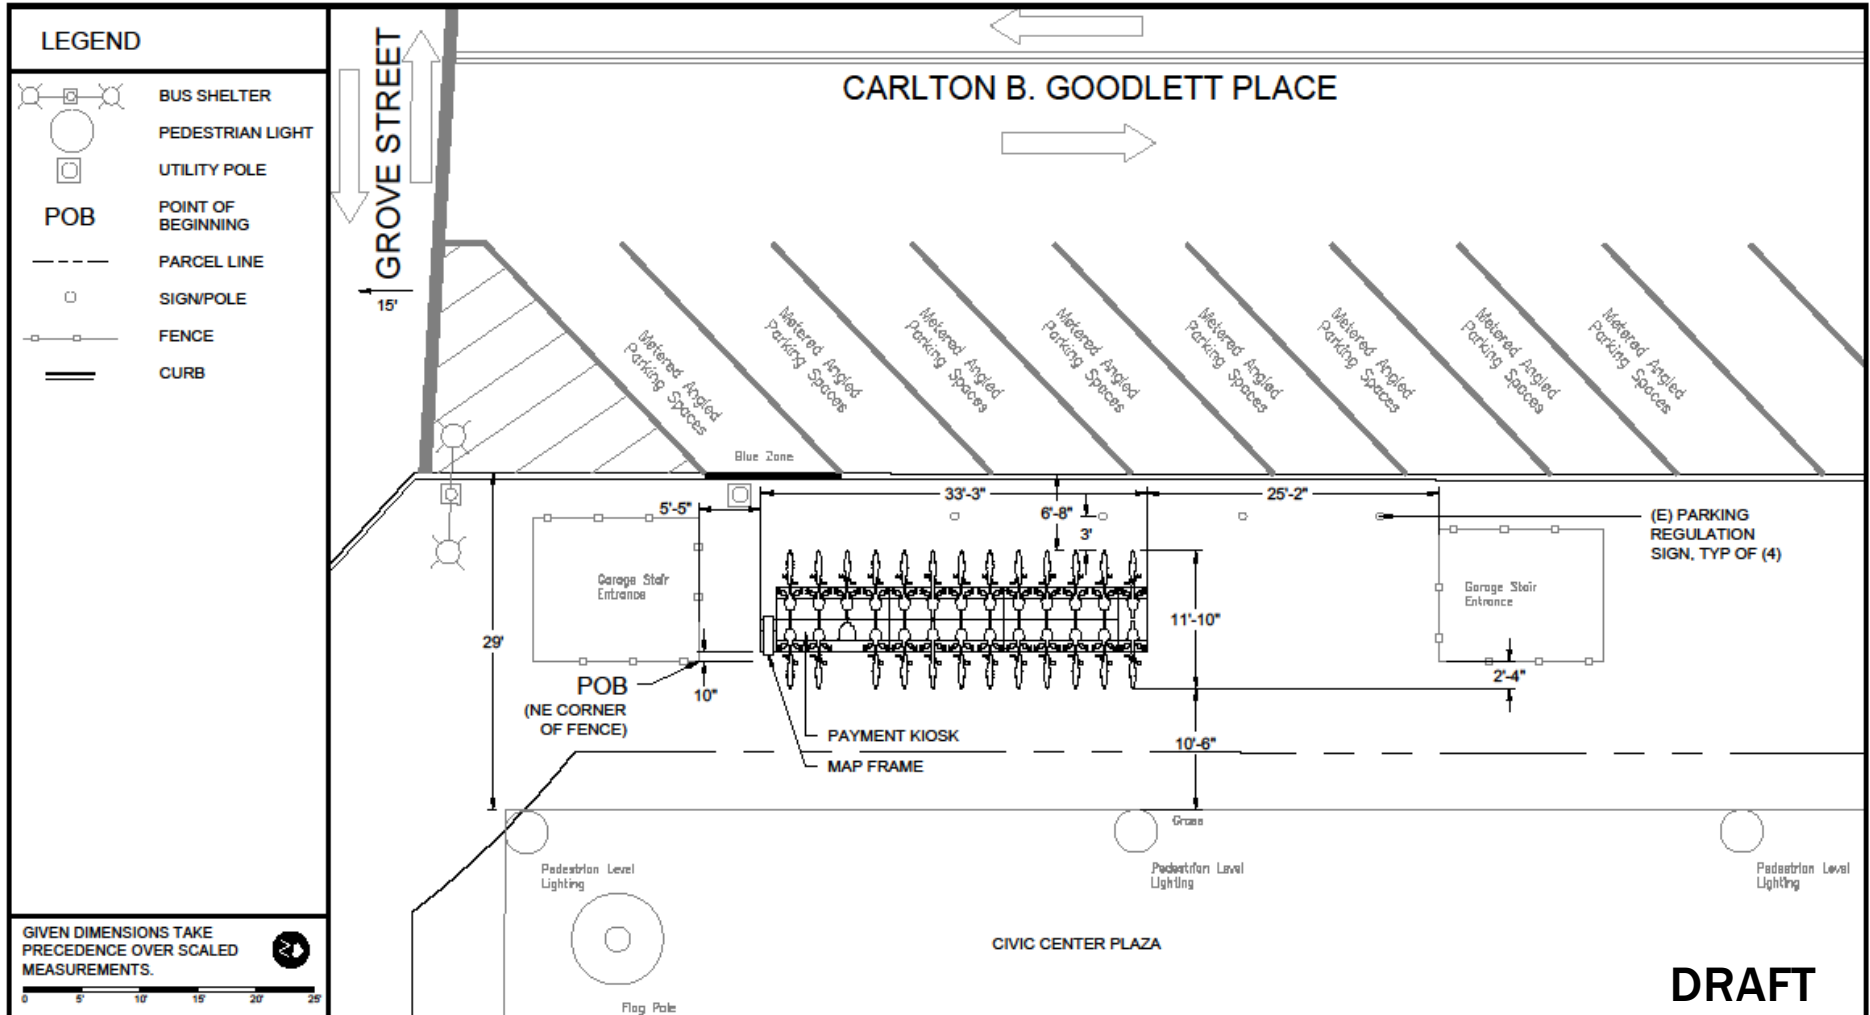 LEGEND
BUS SHELTER
PEDESTRIAN LIGHT
UTILITY POLE
POB
POINT OF
BEGINNING
PARCEL LINE
SIGN/POLE
FENCE
CURB
GIVEN DIMENSIONS TAKE
PRECEDENCE OVER SCALED
MEASUREMENTS.
0 5' 10' 15' 20' 25'
GROVE STREET
15'
CARLTON B. GOODLETT PLACE
Metered Angled
Parking Spaces
Metered Angled
Parking Spaces
Metered Angled
Parking Spaces
Metered Angled
Parking Spaces
Metered Angled
Parking Spaces
Metered Angled
Parking Spaces
Metered Angled
Parking Spaces
Metered Angled
Parking Spaces
Blue Zone
5'-5"
33'-3"
6'-8"
3'
25'-2"
(E) PARKING
REGULATION
SIGN, TYP OF (4)
Garage Stair
Entrance
Garage Stair
Entrance
11'-10"
29'
2'-4"
POB
(NE CORNER
OF FENCE)
10"
PAYMENT KIOSK
MAP FRAME
10'-6"
Grass
Pedestrian Level
Lighting
Pedestrian Level
Lighting
Pedestrian Level
Lighting
CIVIC CENTER PLAZA
Flag Pole
DRAFT